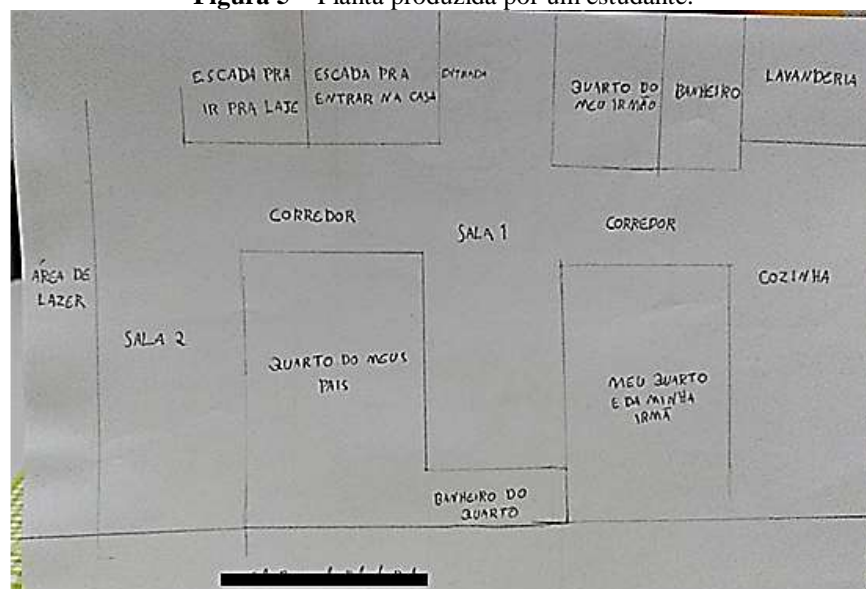 Figura 3 – Planta produzida por um estudante.
ESCADA PRA
IR PRA LAJE
ESCADA PRA
ENTRAR NA CASA
ENTRADA
QUARTO DO
MEU IRMÃO
BANHEIRO
LAVANDERIA
CORREDOR
SALA 1
CORREDOR
ÁREA DE
LAZER
COZINHA
SALA 2
QUARTO DO MEUS
PAIS
MEU QUARTO
E DA MINHA
IRMÃ
BANHEIRO DO
QUARTO